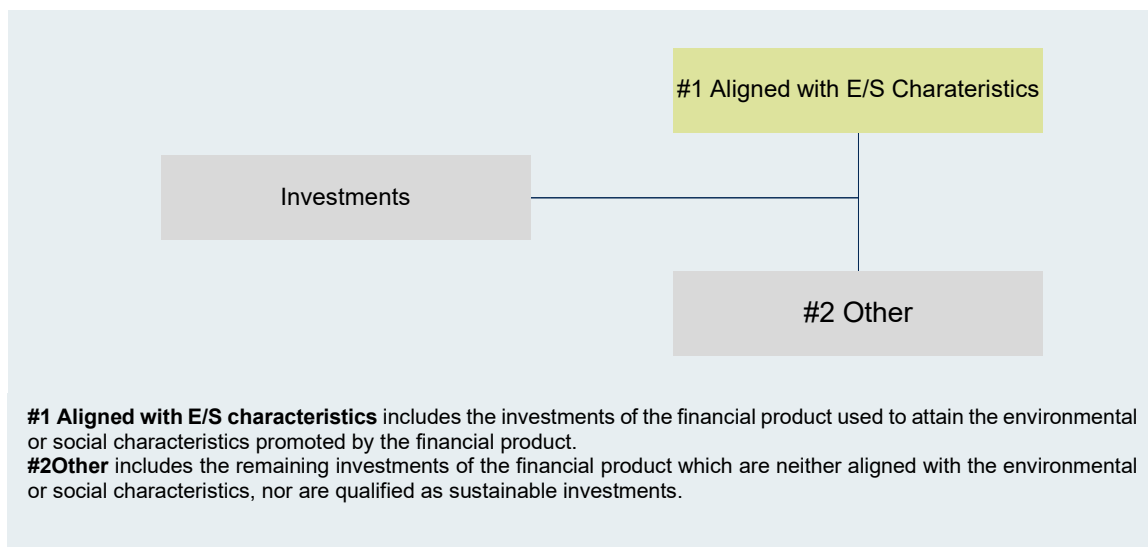 #1 Aligned with E/S Charateristics
Investments
#2 Other
#1 Aligned with E/S characteristics includes the investments of the financial product used to attain the environmental
or social characteristics promoted by the financial product.
#2Other includes the remaining investments of the financial product which are neither aligned with the environmental
or social characteristics, nor are qualified as sustainable investments.